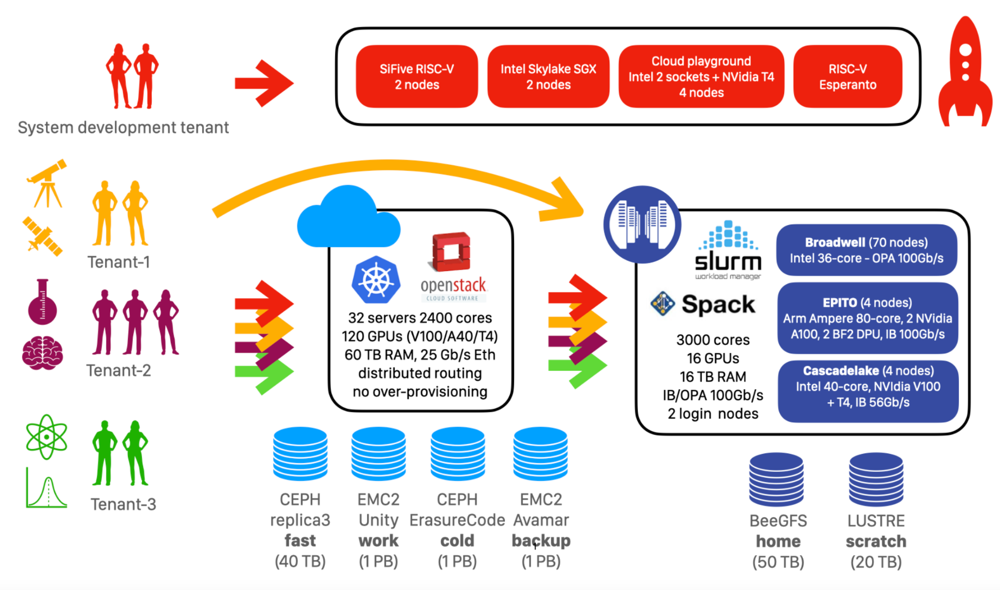 SiFive RISC-V
2 nodes
Intel Skylake SGX
2 nodes
Cloud playground
Intel 2 sockets + NVidia T4
4 nodes
RISC-V
Esperanto
System development tenant
Tenant-1
Tenant-2
Tenant-3
openstack
CLOUD SOFTWARE
32 servers 2400 cores
120 GPUs (V100/A40/T4)
60 TB RAM, 25 Gb/s Eth
distributed routing
no over-provisioning
slurm
workload manager
Spack
3000 cores
16 GPUs
16 TB RAM
IB/OPA 100Gb/s
2 login nodes
Broadwell (70 nodes)
Intel 36-core - OPA 100Gb/s
EPITO (4 nodes)
Arm Ampere 80-core, 2 NVidia
A100, 2 BF2 DPU, IB 100Gb/s
Cascadelake (4 nodes)
Intel 40-core, NVIdia V100
+ T4, IB 56Gb/s
CEPH
replica3
fast
(40 TB)
EMC2
Unity
work
(1 PB)
CEPH
ErasureCode
cold
(1 PB)
EMC2
Avamar
backup
(1 PB)
BeeGFS
home
(50 TB)
LUSTRE
scratch
(20 TB)